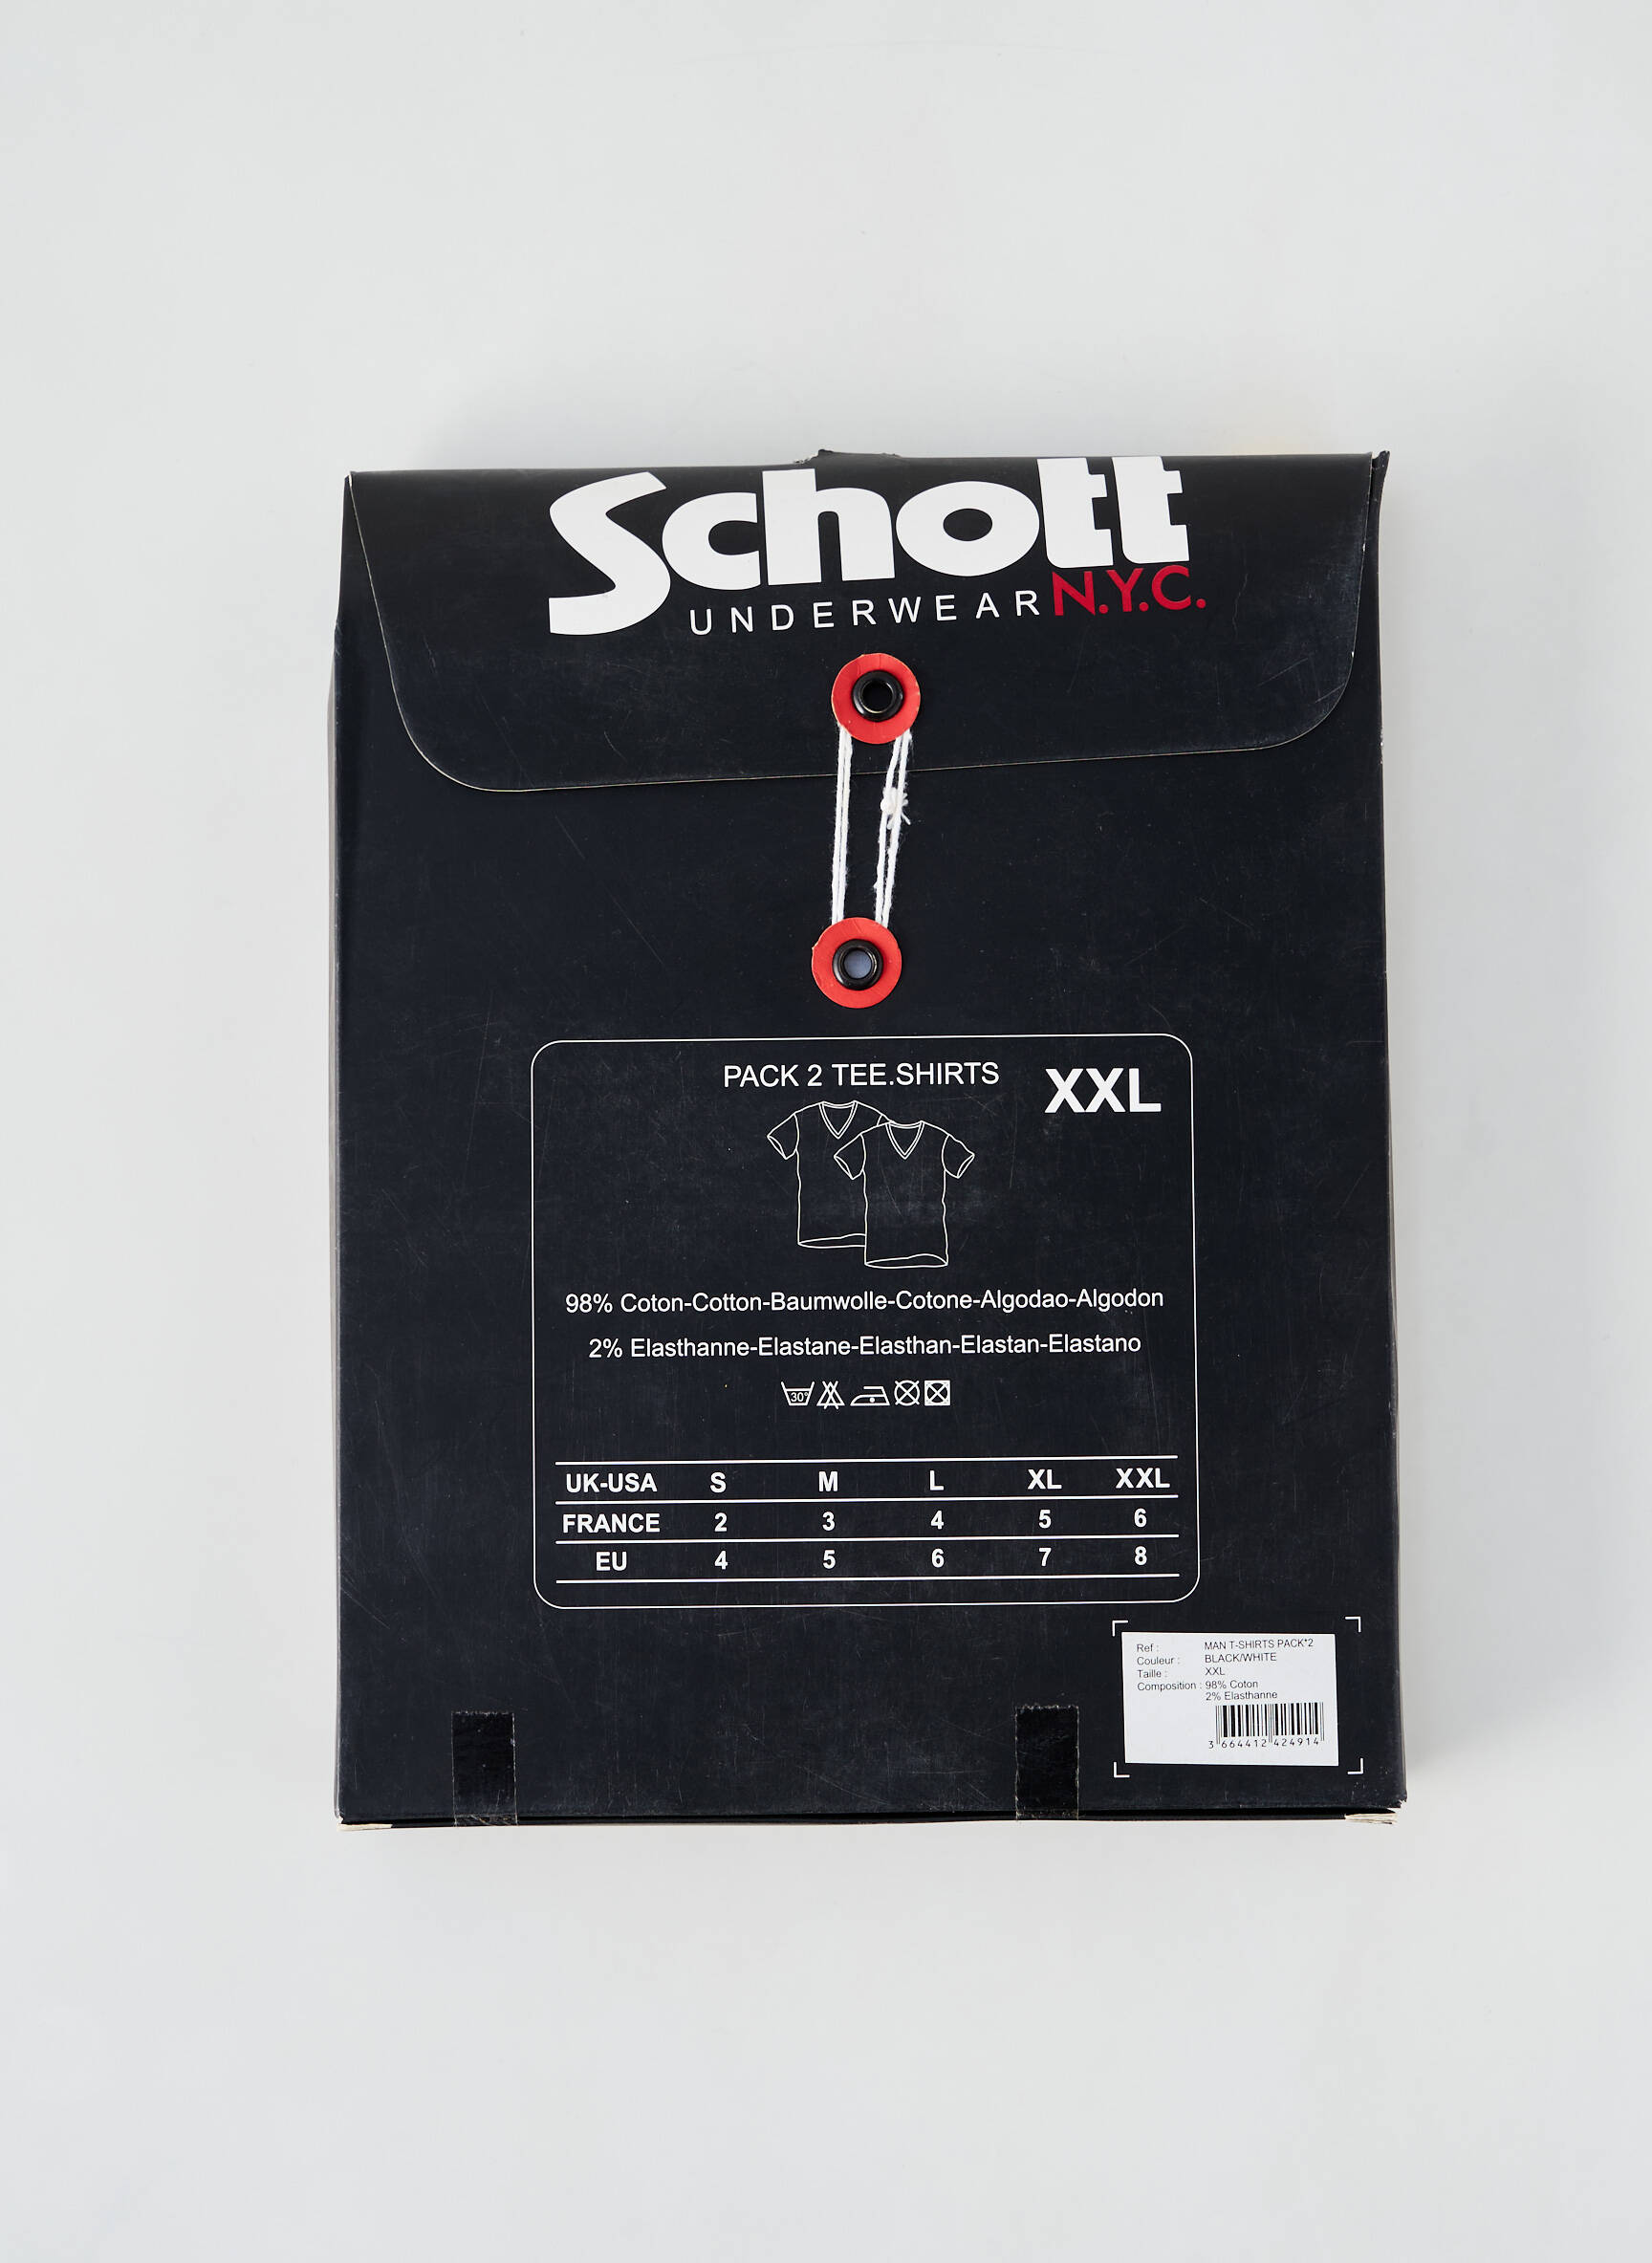 Schott
UNDERWEAR N.Y.C.
PACK 2 TEE.SHIRTS XXL
98% Coton-Cotton-Baumwolle-Cotone-Algodao-Algodon
2% Elasthanne-Elastane-Elasthan-Elastan-Elastano
30°
UK-USA S M L XL XXL
FRANCE 2 3 4 5 6
EU 4 5 6 7 8
Ref : MAN T-SHIRTS PACK*2
Couleur : BLACK/WHITE
Taille : XXL
Composition : 98% Coton
2% Elasthanne
3 664412 424914